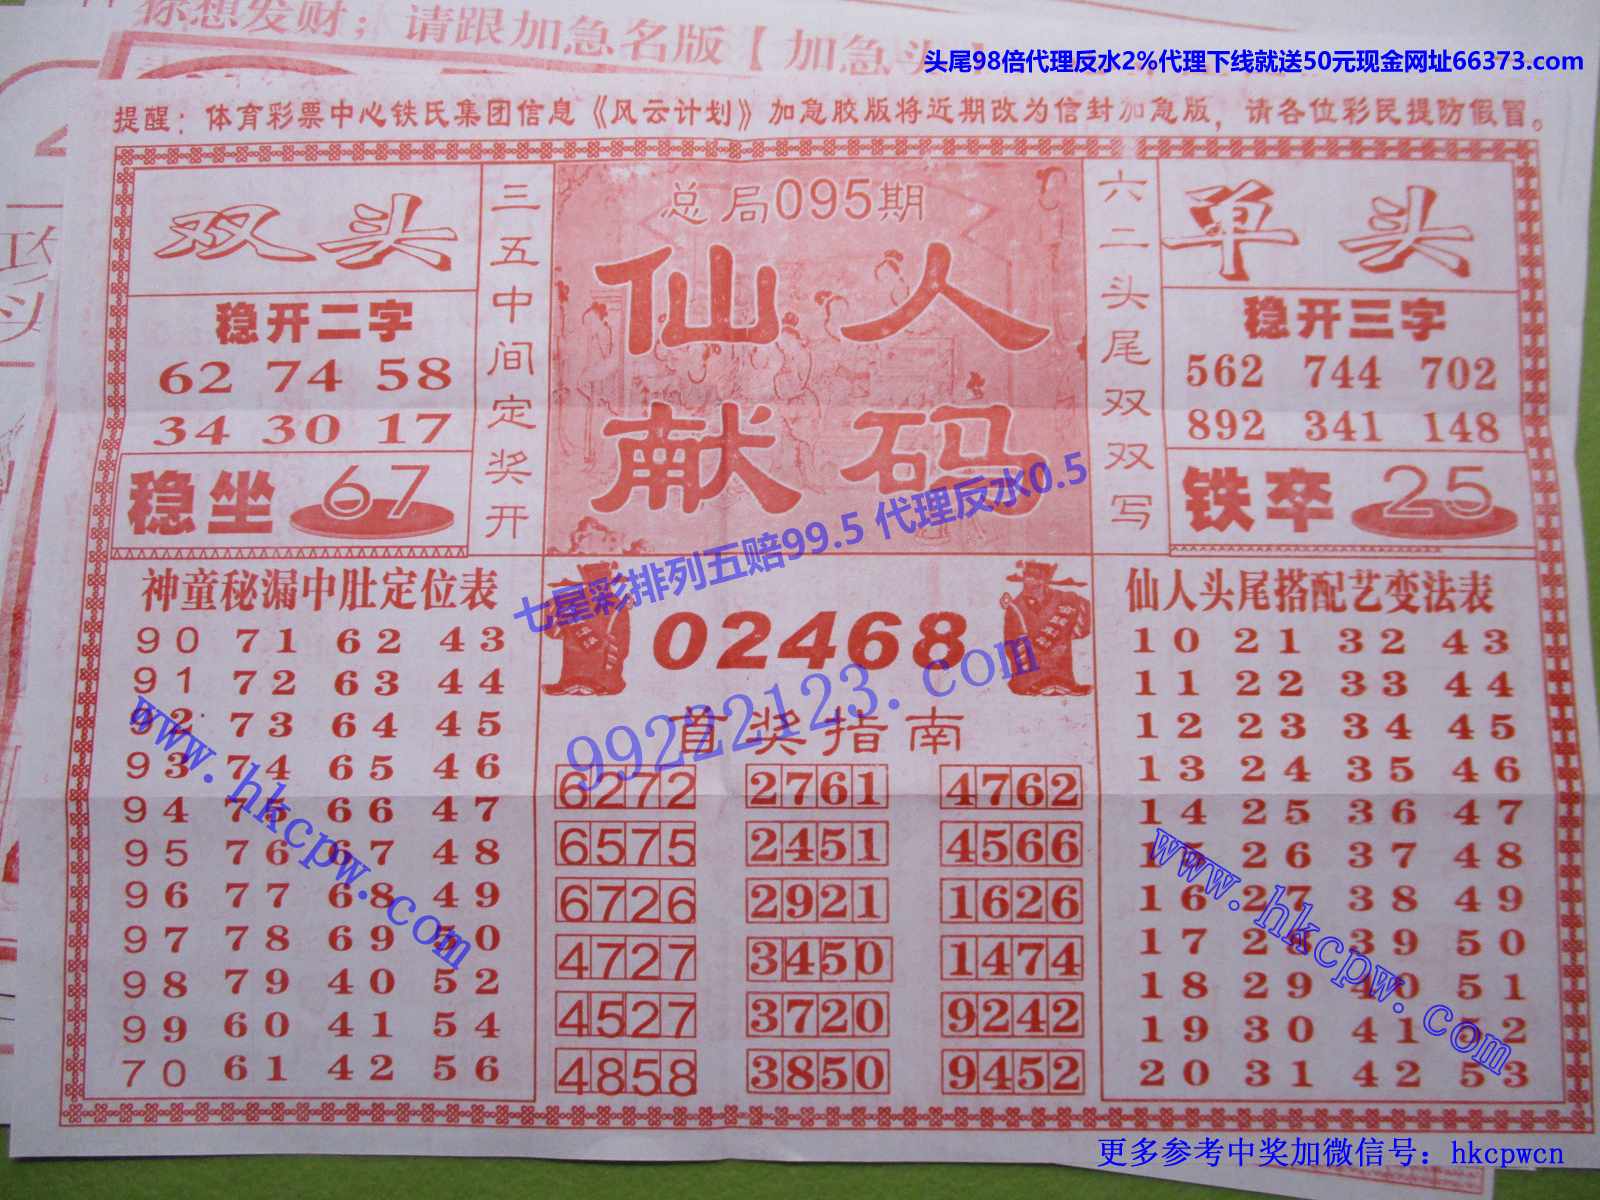 你想发财；请跟加急名版【加急头】
头尾98倍代理反水2%代理下线就送50元现金网址66373.com
提醒：体育彩票中心铁氏集团信息《风云计划》加急胶版将近期改为信封加急版，请各位彩民提防假冒。
双头
稳开二字
62 74 58
34 30 17
稳坐 67
三五中间定奖开
总局095期
仙人
献码
六二头尾双双写
单头
稳开三字
562 744 702
892 341 148
铁卒 25
七星彩排列五赔99.5 代理反水0.5
神童秘漏中肚定位表
90 71 62 43
91 72 63 44
92 73 64 45
93 74 65 46
94 75 66 47
95 76 67 48
96 77 68 49
97 78 69 50
98 79 40 52
99 60 41 54
70 61 42 56
www.hkcpw.com
02468
99222123.com
首奖指南
6272 2761 4762
6575 2451 4566
6726 2921 1626
4727 3450 1474
4527 3720 9242
4858 3850 9452
仙人头尾搭配艺变法表
10 21 32 43
11 22 33 44
12 23 34 45
13 24 35 46
14 25 36 47
15 26 37 48
16 27 38 49
17 28 39 50
18 29 40 51
19 30 41 52
20 31 42 53
www.hkcpw.com
更多参考中奖加微信号：hkcpwcn